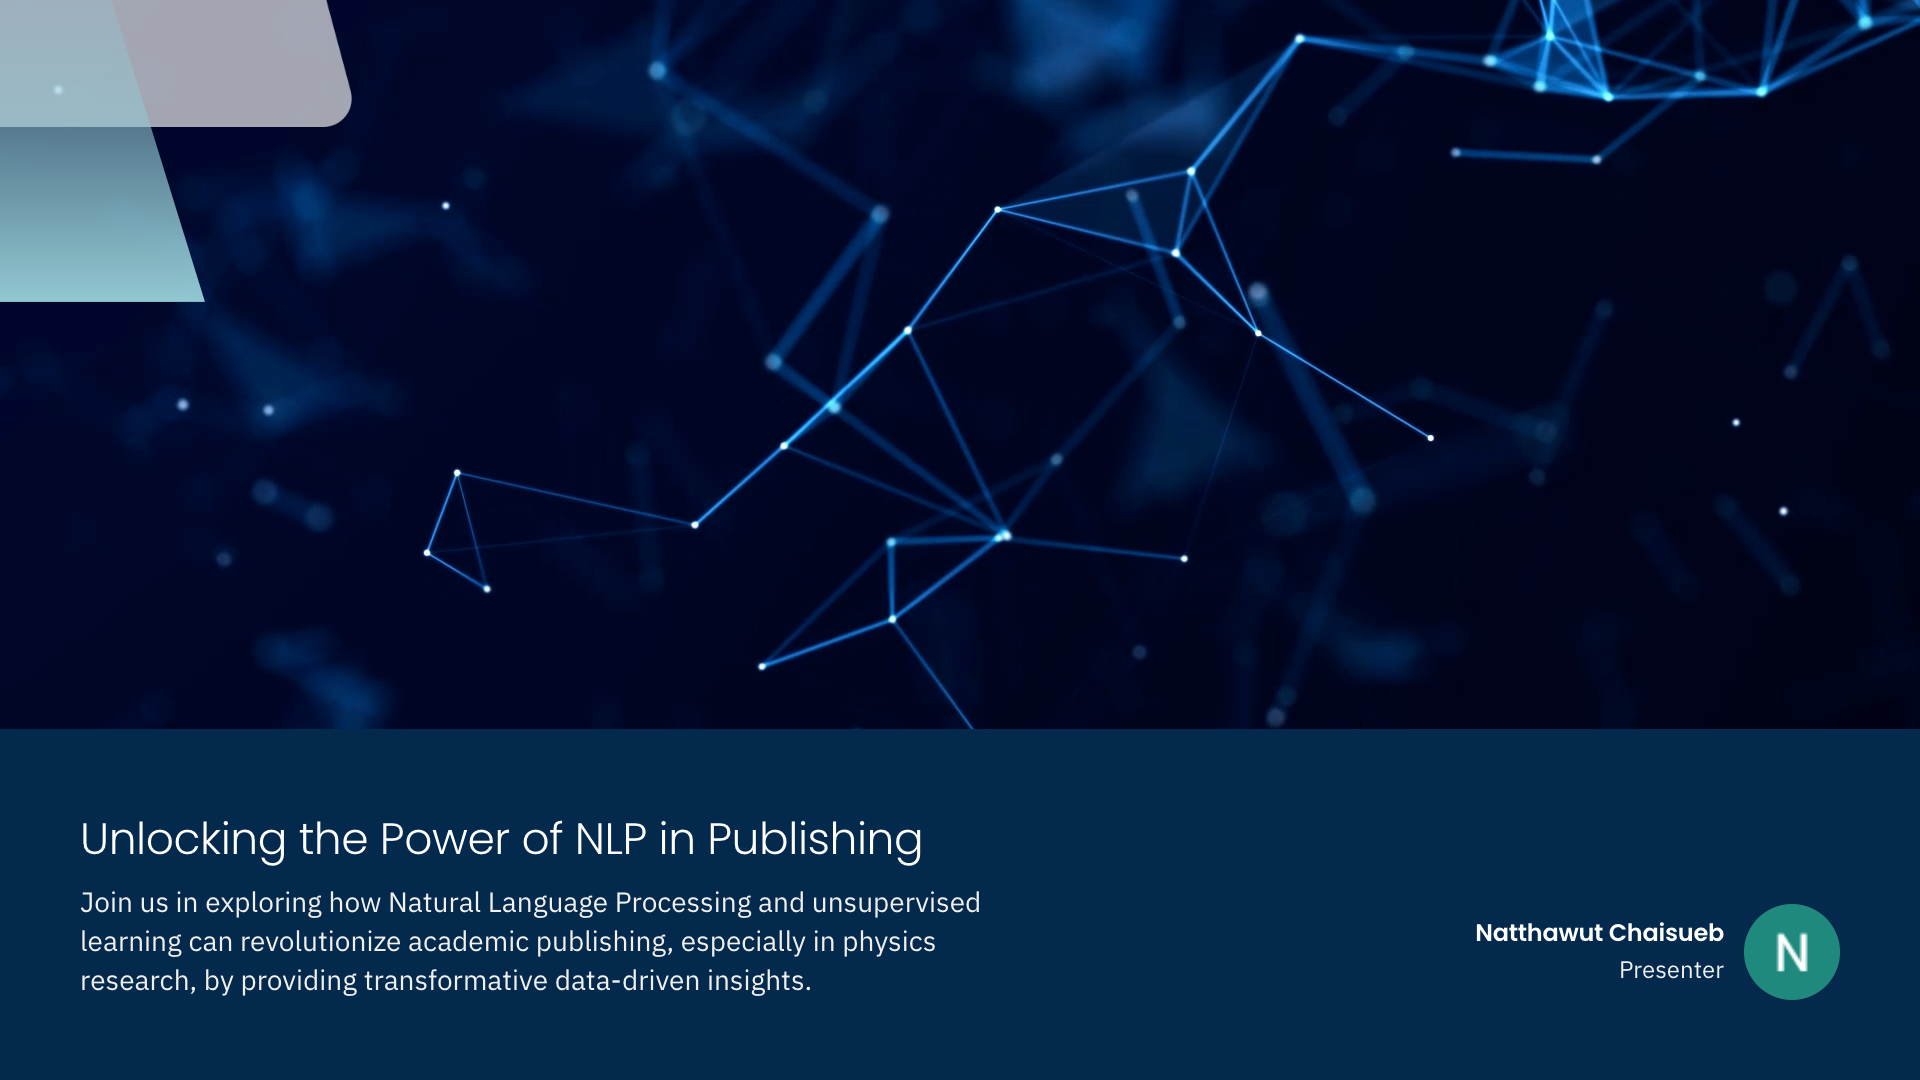 Unlocking the Power of NLP in Publishing
Join us in exploring how Natural Language Processing and unsupervised
learning can revolutionize academic publishing, especially in physics
research, by providing transformative data-driven insights.
Natthawut Chaisueb
Presenter
N